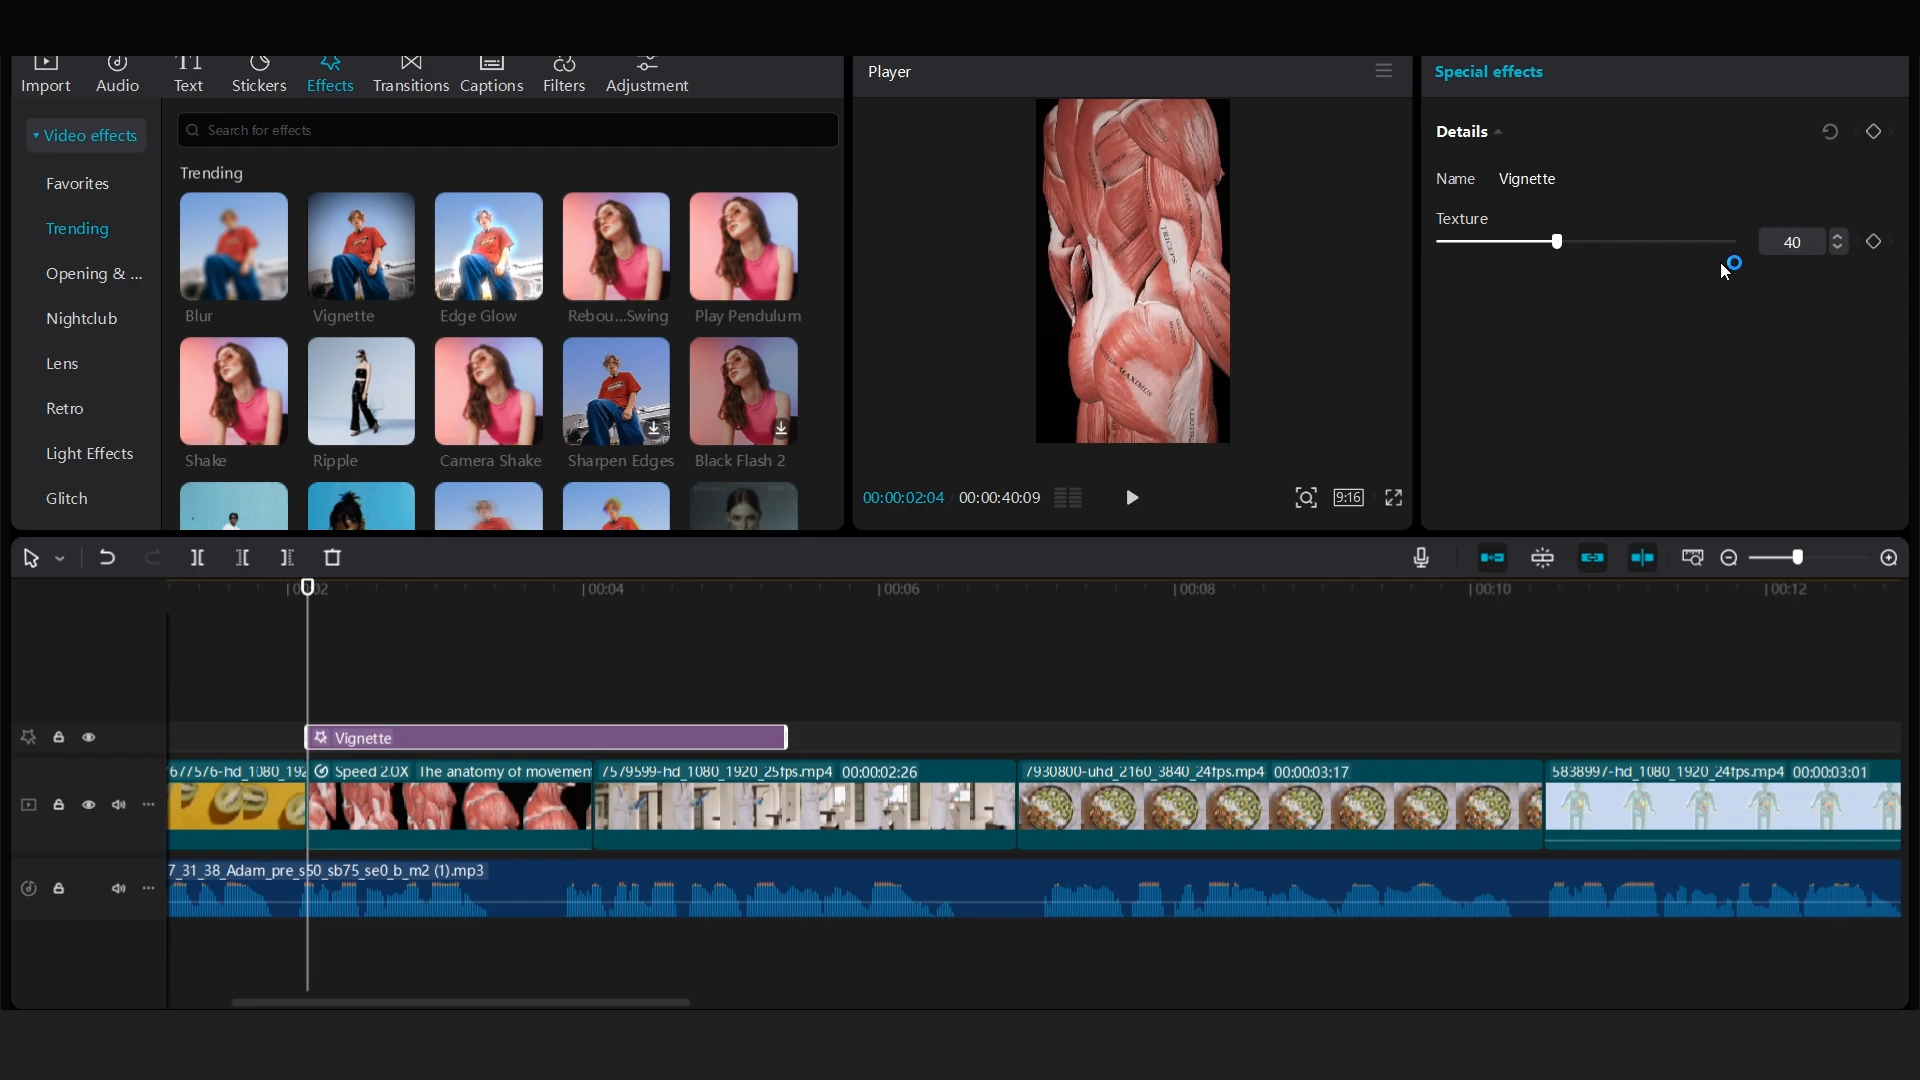 Import Audio Text Stickers Effects Transitions Captions Filters Adjustment
Video effects
Favorites
Trending
Opening & ...
Nightclub
Lens
Retro
Light Effects
Glitch
Search for effects
Trending
Blur Vignette Edge Glow Rebou...Swing Play Pendulum
Shake Ripple Camera Shake Sharpen Edges Black Flash 2
Player
TRICEPS
MAXIMUS
00:00:02:04 00:00:40:09
9:16
Special effects
Details
Name Vignette
Texture
40
00:04 00:06 00:08 00:10 00:12
Vignette
677576-hd_1080_192 Speed 2.0X The anatomy of movemen 7579599-hd_1080_1920_25fps.mp4 00:00:02:26 7930800-uhd_2160_3840_24fps.mp4 00:00:03:17 5838997-hd_1080_1920_24fps.mp4 00:00:03:01
7_31_38_Adam_pre_s50_sb75_se0_b_m2 (1).mp3